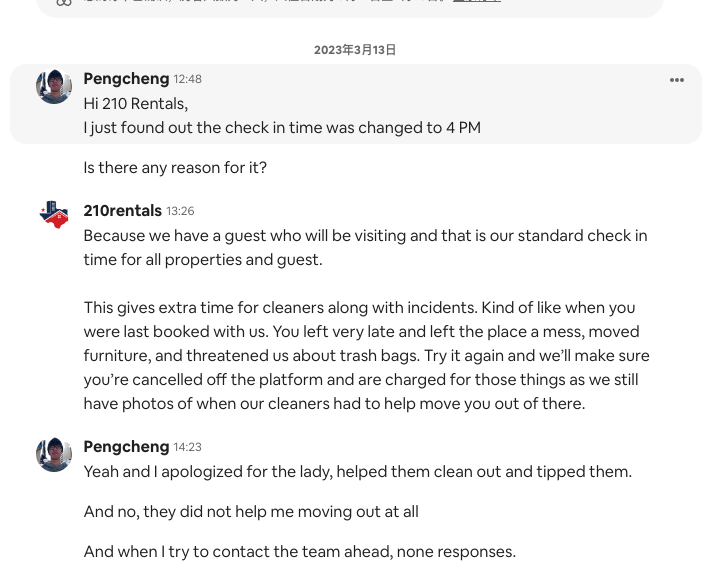 2023年3月13日
Pengcheng 12:48
Hi 210 Rentals,
I just found out the check in time was changed to 4 PM
Is there any reason for it?
210rentals 13:26
Because we have a guest who will be visiting and that is our standard check in
time for all properties and guest.
This gives extra time for cleaners along with incidents. Kind of like when you
were last booked with us. You left very late and left the place a mess, moved
furniture, and threatened us about trash bags. Try it again and we’ll make sure
you’re cancelled off the platform and are charged for those things as we still
have photos of when our cleaners had to help move you out of there.
Pengcheng 14:23
Yeah and I apologized for the lady, helped them clean out and tipped them.
And no, they did not help me moving out at all
And when I try to contact the team ahead, none responses.